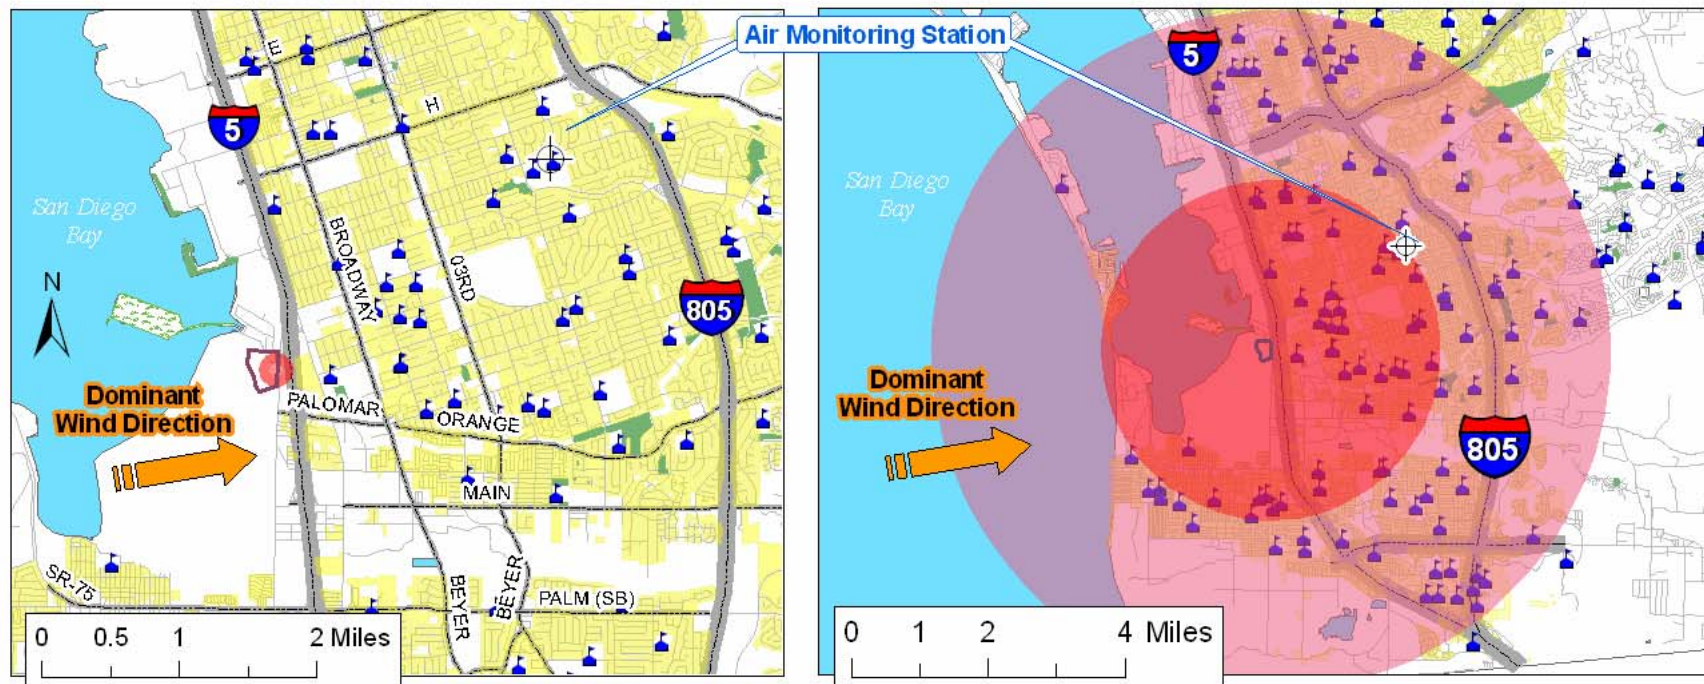 Air Monitoring Station
E
H
5
San Diego
Bay
N
BROADWAY
03RD
805
Dominant
Wind Direction
PALOMAR
ORANGE
MAIN
SR-75
BEYER
BEYER
PALM (SB)
0 0.5 1 2 Miles
5
San Diego
Bay
Dominant
Wind Direction
805
0 1 2 4 Miles